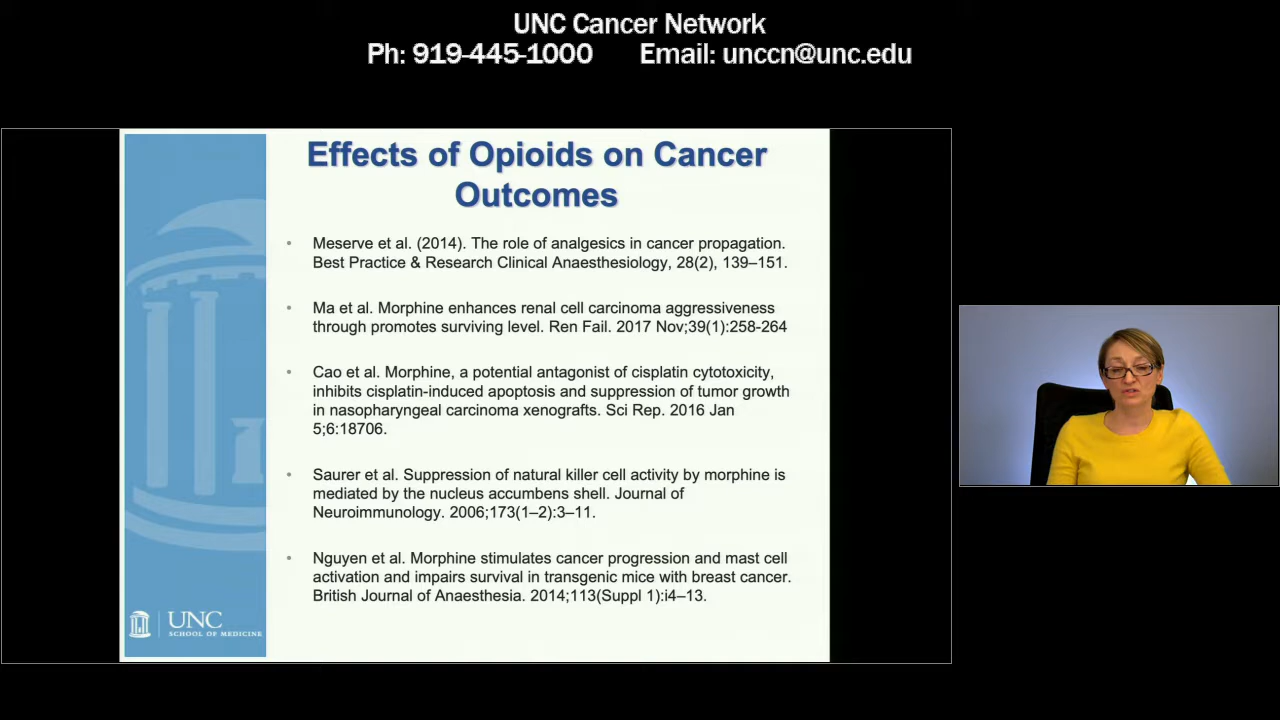 UNC Cancer Network
Ph: 919-445-1000 Email: unccn@unc.edu
Effects of Opioids on Cancer
Outcomes
• Meserve et al. (2014). The role of analgesics in cancer propagation.
Best Practice & Research Clinical Anaesthesiology, 28(2), 139–151.
• Ma et al. Morphine enhances renal cell carcinoma aggressiveness
through promotes surviving level. Ren Fail. 2017 Nov;39(1):258-264
• Cao et al. Morphine, a potential antagonist of cisplatin cytotoxicity,
inhibits cisplatin-induced apoptosis and suppression of tumor growth
in nasopharyngeal carcinoma xenografts. Sci Rep. 2016 Jan
5;6:18706.
• Saurer et al. Suppression of natural killer cell activity by morphine is
mediated by the nucleus accumbens shell. Journal of
Neuroimmunology. 2006;173(1–2):3–11.
• Nguyen et al. Morphine stimulates cancer progression and mast cell
activation and impairs survival in transgenic mice with breast cancer.
British Journal of Anaesthesia. 2014;113(Suppl 1):i4–13.
UNC
SCHOOL OF MEDICINE